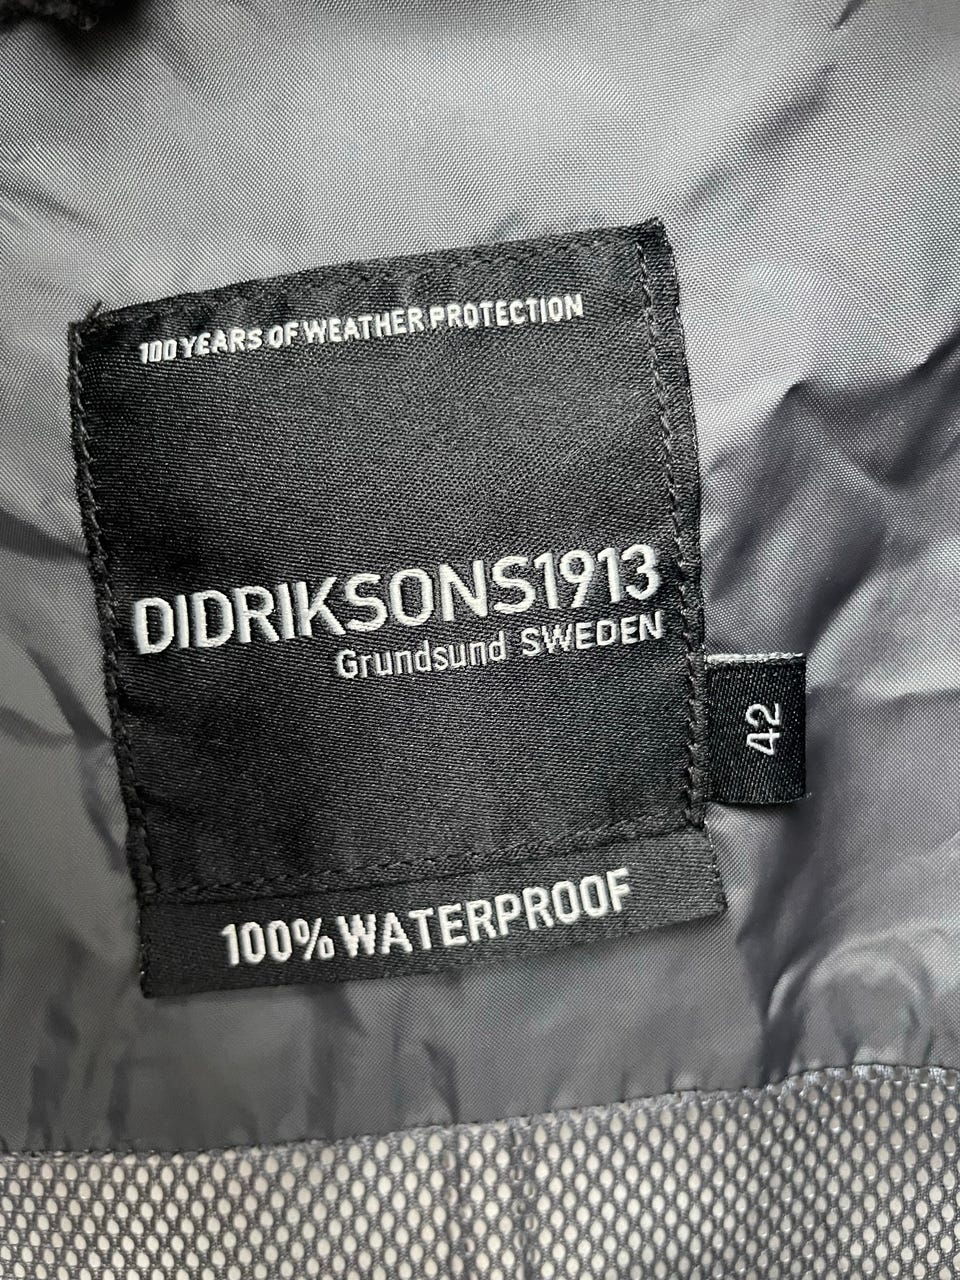 100 YEARS OF WEATHER PROTECTION
DIDRIKSONS1913
Grundsund SWEDEN
42
100% WATERPROOF